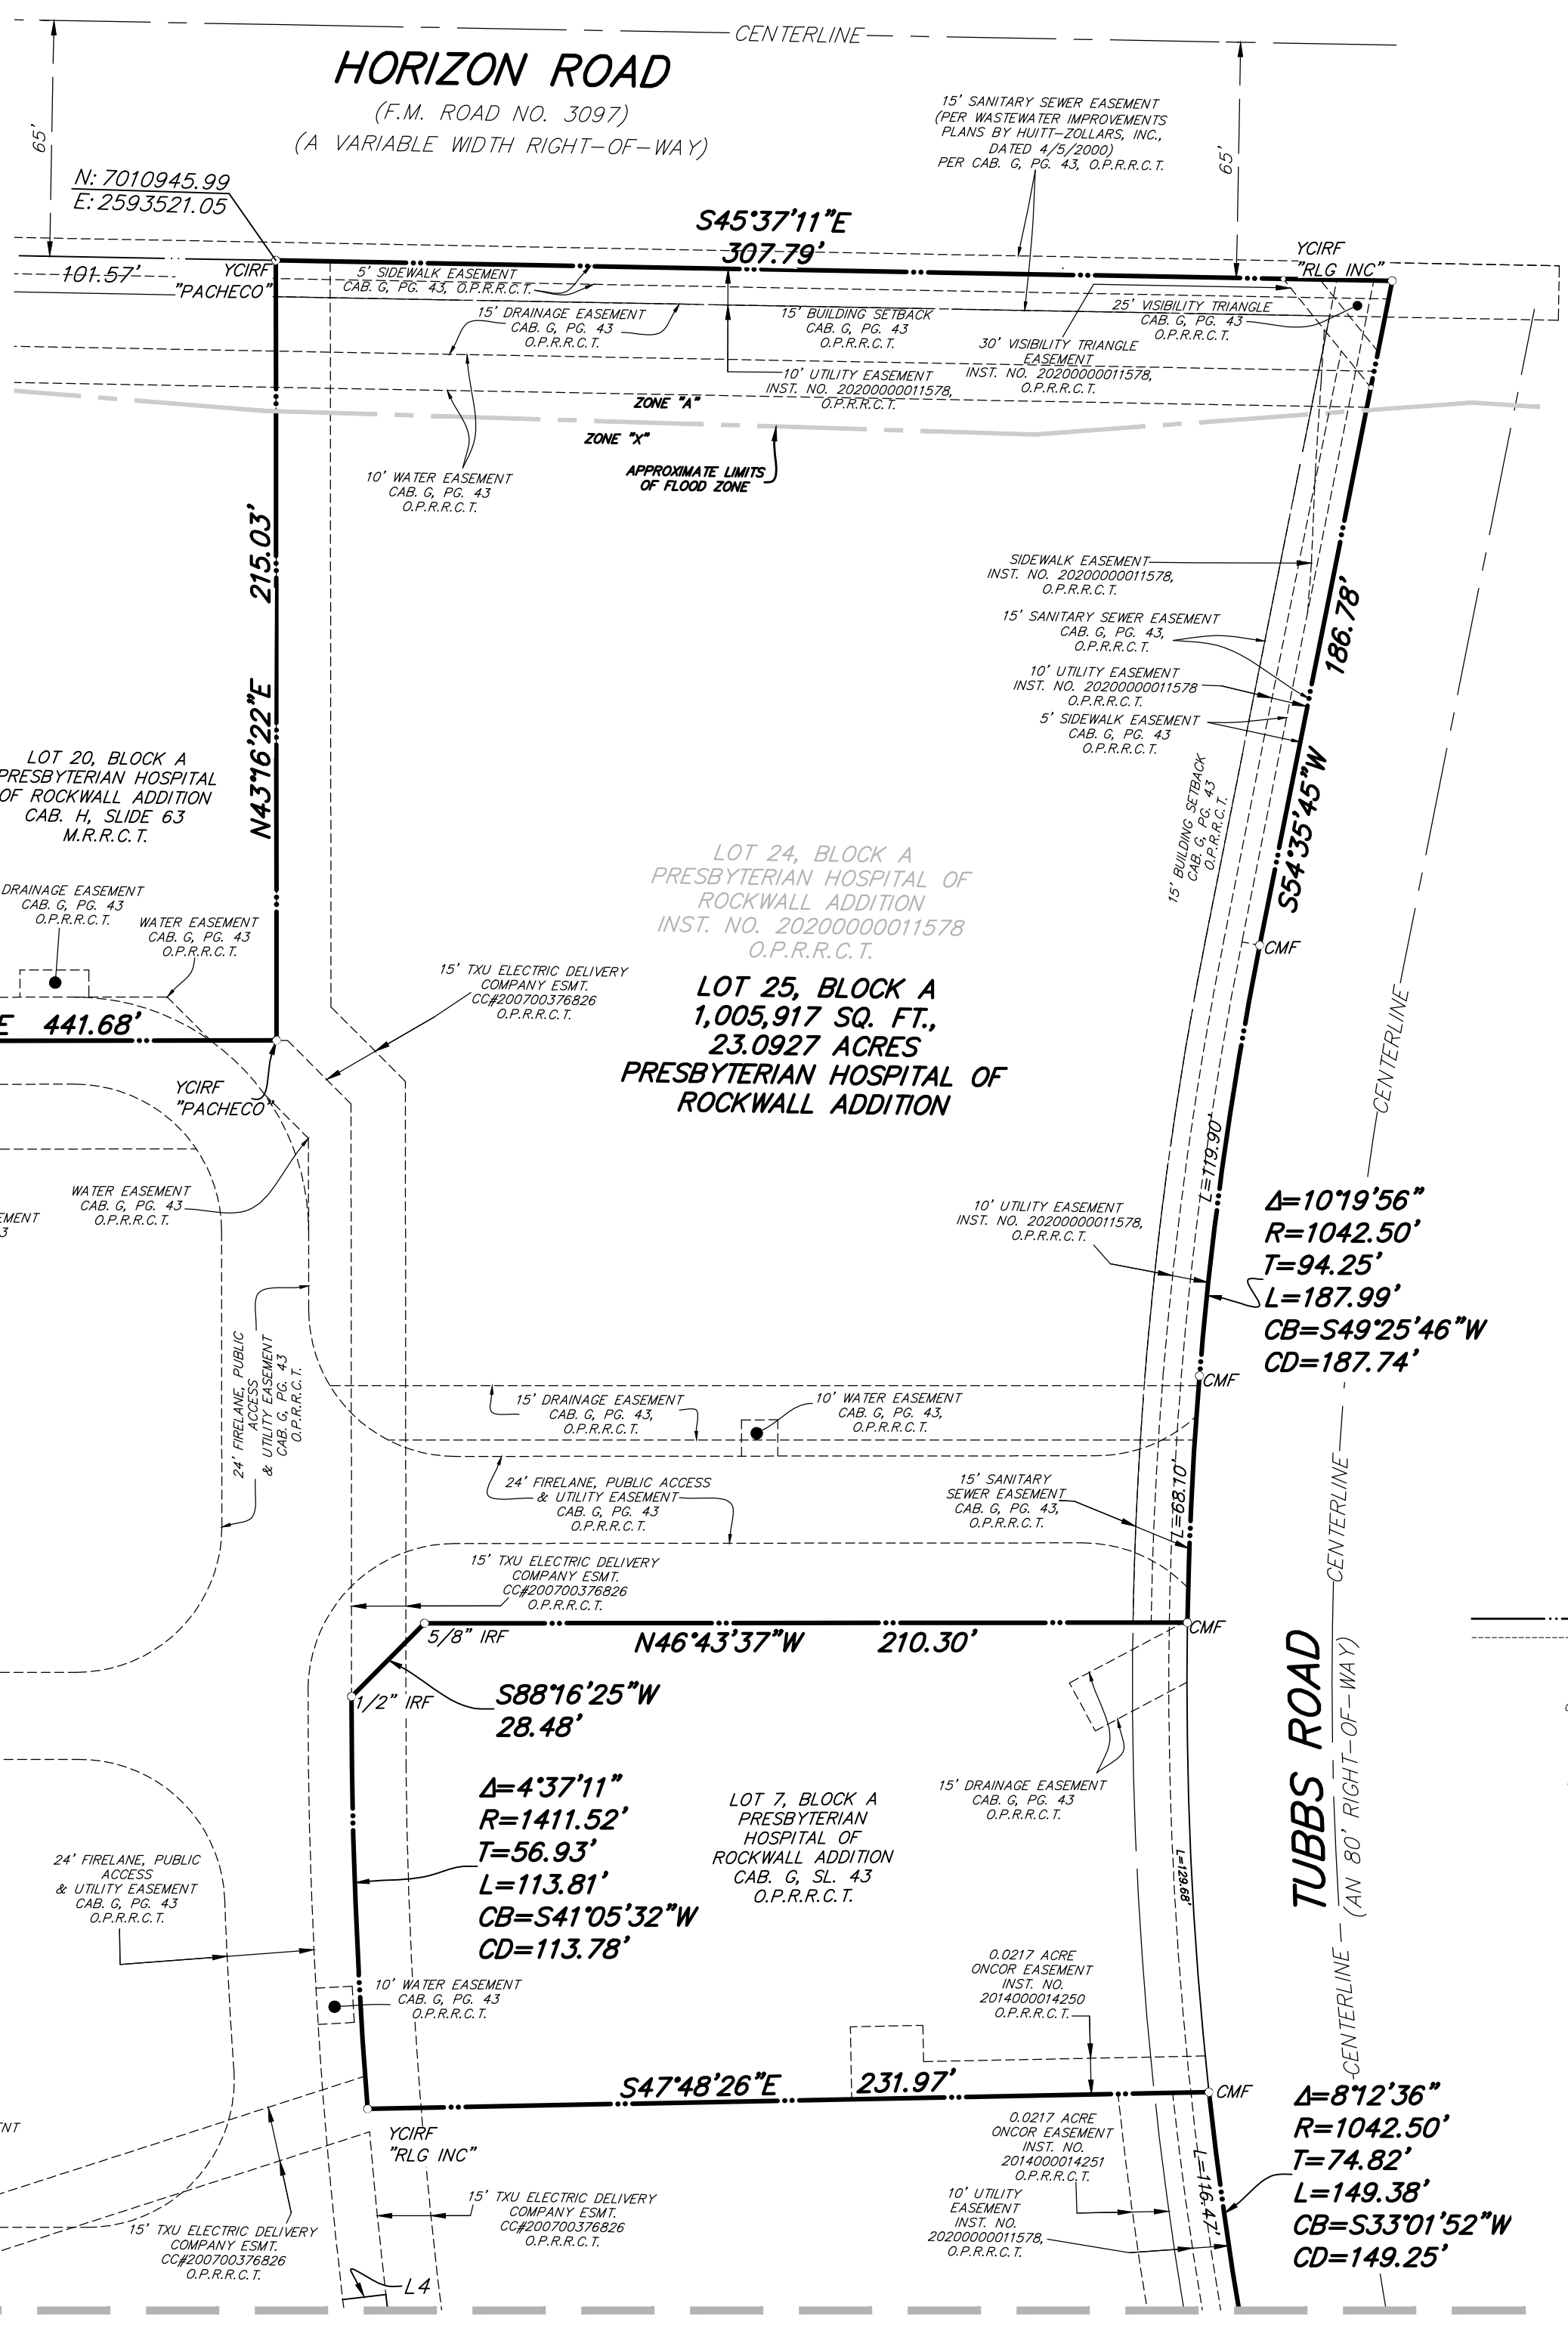 CENTERLINE
HORIZON ROAD
(F.M. ROAD NO. 3097)
(A VARIABLE WIDTH RIGHT-OF-WAY)
65'
65'
15' SANITARY SEWER EASEMENT
(PER WASTEWATER IMPROVEMENTS
PLANS BY HUITT-ZOLLARS, INC.,
DATED 4/5/2000)
PER CAB. G, PG. 43, O.P.R.R.C.T.
N: 7010945.99
E: 2593521.05
S45°37'11"E
307.79'
YCIRF
"RLG INC"
101.57'
YCIRF
"PACHECO"
5' SIDEWALK EASEMENT
CAB. G, PG. 43, O.P.R.R.C.T.
15' DRAINAGE EASEMENT
CAB. G, PG. 43
O.P.R.R.C.T.
15' BUILDING SETBACK
CAB. G, PG. 43
O.P.R.R.C.T.
25' VISIBILITY TRIANGLE
CAB. G, PG. 43
O.P.R.R.C.T.
30' VISIBILITY TRIANGLE
EASEMENT
INST. NO. 20200000011578,
O.P.R.R.C.T.
10' UTILITY EASEMENT
INST. NO. 20200000011578,
O.P.R.R.C.T.
ZONE "A"
ZONE "X"
APPROXIMATE LIMITS
OF FLOOD ZONE
10' WATER EASEMENT
CAB. G, PG. 43
O.P.R.R.C.T.
N43°16'22"E 215.03'
SIDEWALK EASEMENT
INST. NO. 20200000011578,
O.P.R.R.C.T.
15' SANITARY SEWER EASEMENT
CAB. G, PG. 43,
O.P.R.R.C.T.
10' UTILITY EASEMENT
INST. NO. 20200000011578
O.P.R.R.C.T.
5' SIDEWALK EASEMENT
CAB. G, PG. 43
O.P.R.R.C.T.
S54°35'45"W 186.78'
15' BUILDING SETBACK
CAB. G, PG. 43
O.P.R.R.C.T.
LOT 20, BLOCK A
PRESBYTERIAN HOSPITAL
OF ROCKWALL ADDITION
CAB. H, SLIDE 63
M.R.R.C.T.
DRAINAGE EASEMENT
CAB. G, PG. 43
O.P.R.R.C.T.
WATER EASEMENT
CAB. G, PG. 43
O.P.R.R.C.T.
LOT 24, BLOCK A
PRESBYTERIAN HOSPITAL OF
ROCKWALL ADDITION
INST. NO. 20200000011578
O.P.R.R.C.T.
LOT 25, BLOCK A
1,005,917 SQ. FT.,
23.0927 ACRES
PRESBYTERIAN HOSPITAL OF
ROCKWALL ADDITION
CMF
15' TXU ELECTRIC DELIVERY
COMPANY ESMT.
CC#200700376826
O.P.R.R.C.T.
E 441.68'
YCIRF
"PACHECO"
CENTERLINE
L=119.90'
WATER EASEMENT
CAB. G, PG. 43
O.P.R.R.C.T.
EMENT
3
10' UTILITY EASEMENT
INST. NO. 20200000011578,
O.P.R.R.C.T.
Δ=10°19'56"
R=1042.50'
T=94.25'
L=187.99'
CB=S49°25'46"W
CD=187.74'
24' FIRELANE, PUBLIC
ACCESS
& UTILITY EASEMENT
CAB. G, PG. 43
O.P.R.R.C.T.
CMF
15' DRAINAGE EASEMENT
CAB. G, PG. 43,
O.P.R.R.C.T.
10' WATER EASEMENT
CAB. G, PG. 43,
O.P.R.R.C.T.
24' FIRELANE, PUBLIC ACCESS
& UTILITY EASEMENT
CAB. G, PG. 43
O.P.R.R.C.T.
15' SANITARY
SEWER EASEMENT
CAB. G, PG. 43,
O.P.R.R.C.T.
L=68.10'
CENTERLINE
15' TXU ELECTRIC DELIVERY
COMPANY ESMT.
CC#200700376826
O.P.R.R.C.T.
5/8" IRF
N46°43'37"W 210.30'
CMF
1/2" IRF
S88°16'25"W
28.48'
TUBBS ROAD
(AN 80' RIGHT-OF-WAY)
15' DRAINAGE EASEMENT
CAB. G, PG. 43
O.P.R.R.C.T.
Δ=4°37'11"
R=1411.52'
T=56.93'
L=113.81'
CB=S41°05'32"W
CD=113.78'
LOT 7, BLOCK A
PRESBYTERIAN
HOSPITAL OF
ROCKWALL ADDITION
CAB. G, SL. 43
O.P.R.R.C.T.
L=129.68'
24' FIRELANE, PUBLIC
ACCESS
& UTILITY EASEMENT
CAB. G, PG. 43
O.P.R.R.C.T.
10' WATER EASEMENT
CAB. G, PG. 43
O.P.R.R.C.T.
0.0217 ACRE
ONCOR EASEMENT
INST. NO.
2014000014250
O.P.R.R.C.T.
CENTERLINE
S47°48'26"E 231.97'
CMF
YCIRF
"RLG INC"
ENT
0.0217 ACRE
ONCOR EASEMENT
INST. NO.
2014000014251
O.P.R.R.C.T.
L=116.47'
Δ=8°12'36"
R=1042.50'
T=74.82'
L=149.38'
CB=S33°01'52"W
CD=149.25'
10' UTILITY
EASEMENT
INST. NO.
20200000011578,
O.P.R.R.C.T.
15' TXU ELECTRIC DELIVERY
COMPANY ESMT.
CC#200700376826
O.P.R.R.C.T.
15' TXU ELECTRIC DELIVERY
COMPANY ESMT.
CC#200700376826
O.P.R.R.C.T.
L4